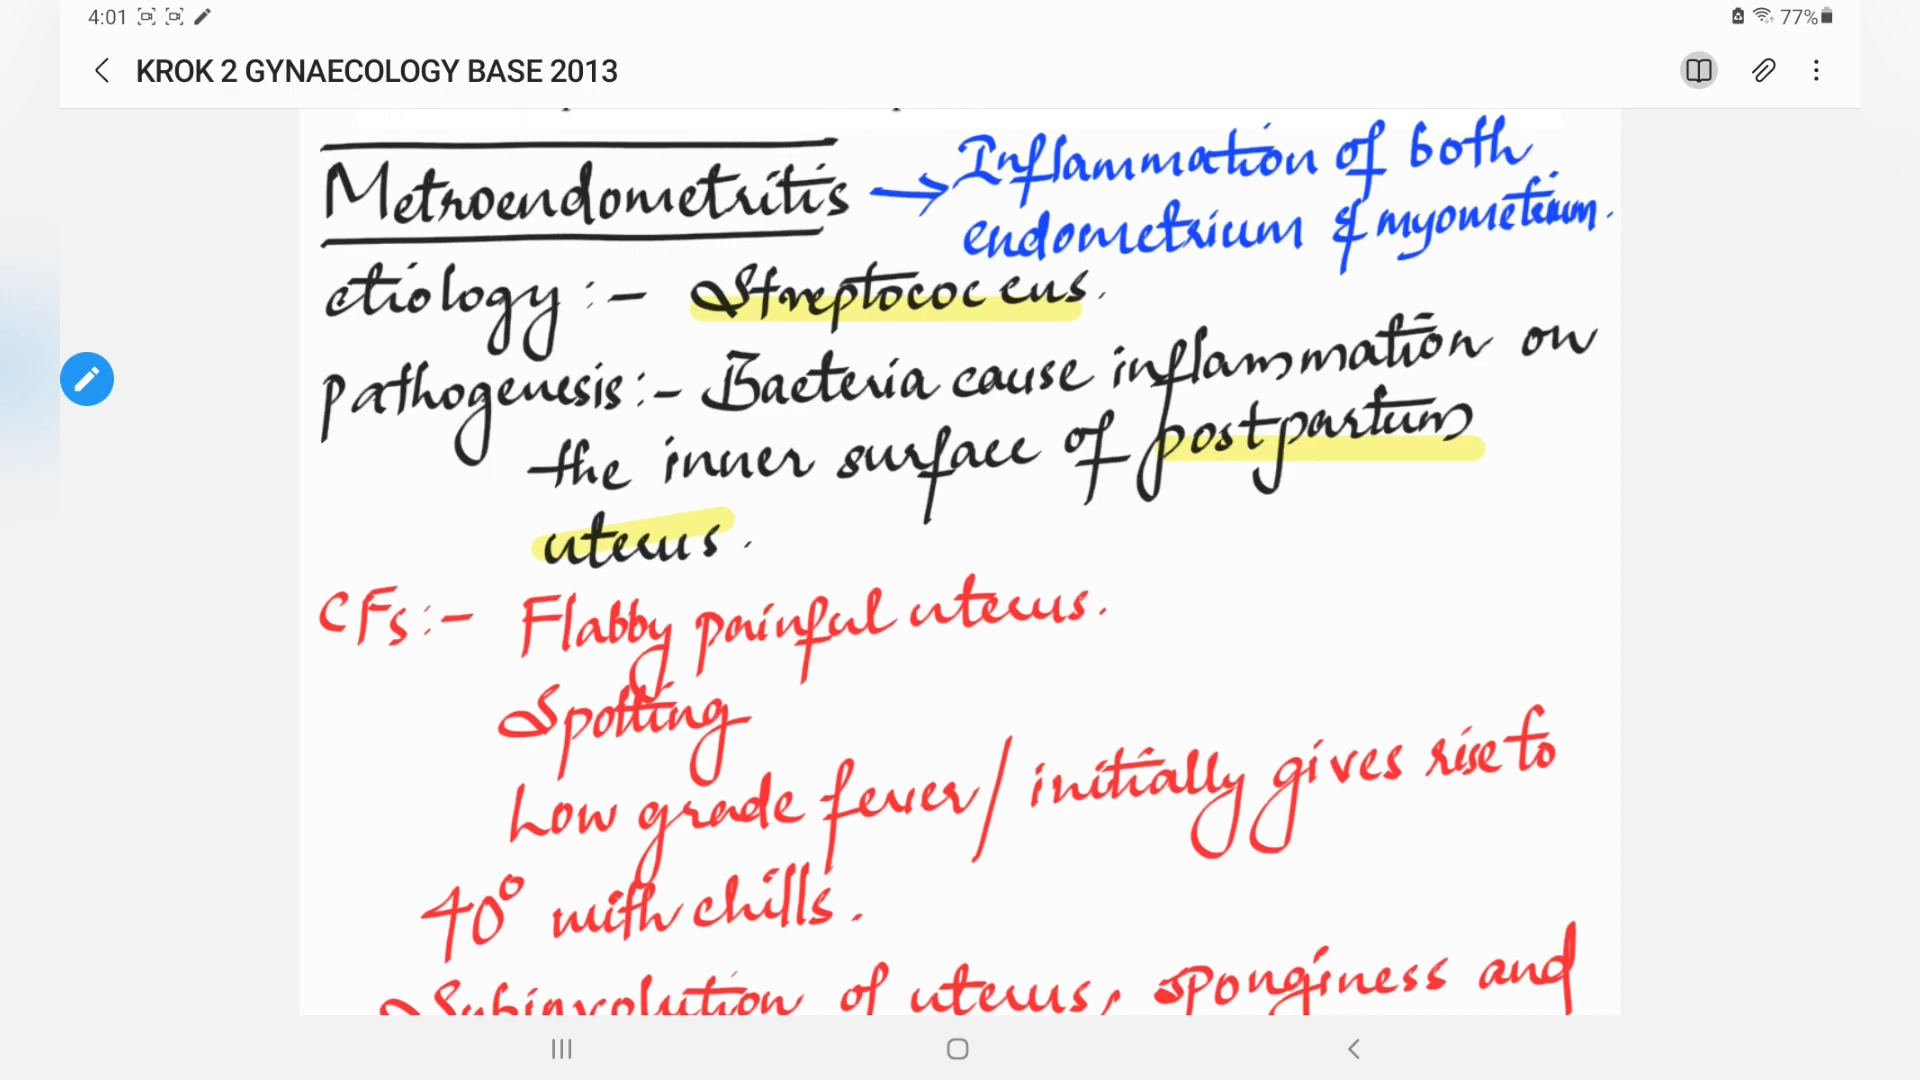 4:01
77%
KROK 2 GYNAECOLOGY BASE 2013
Metroendometritis → Inflammation of both
endometrium & myometrium.
etiology :- Streptococcus.
pathogenesis :- Bacteria cause inflammation on
the inner surface of postpartum
uterus.
CFs :- Flabby painful uterus.
Spotting
Low grade fever/ initially gives rise to
40° with chills.
Subinvolution of uterus, sponginess and